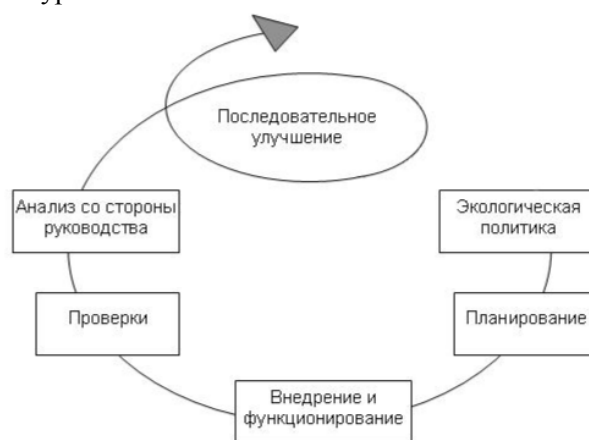 Последовательное
улучшение
Анализ со стороны
руководства
Экологическая
политика
Проверки
Планирование
Внедрение и
функционирование